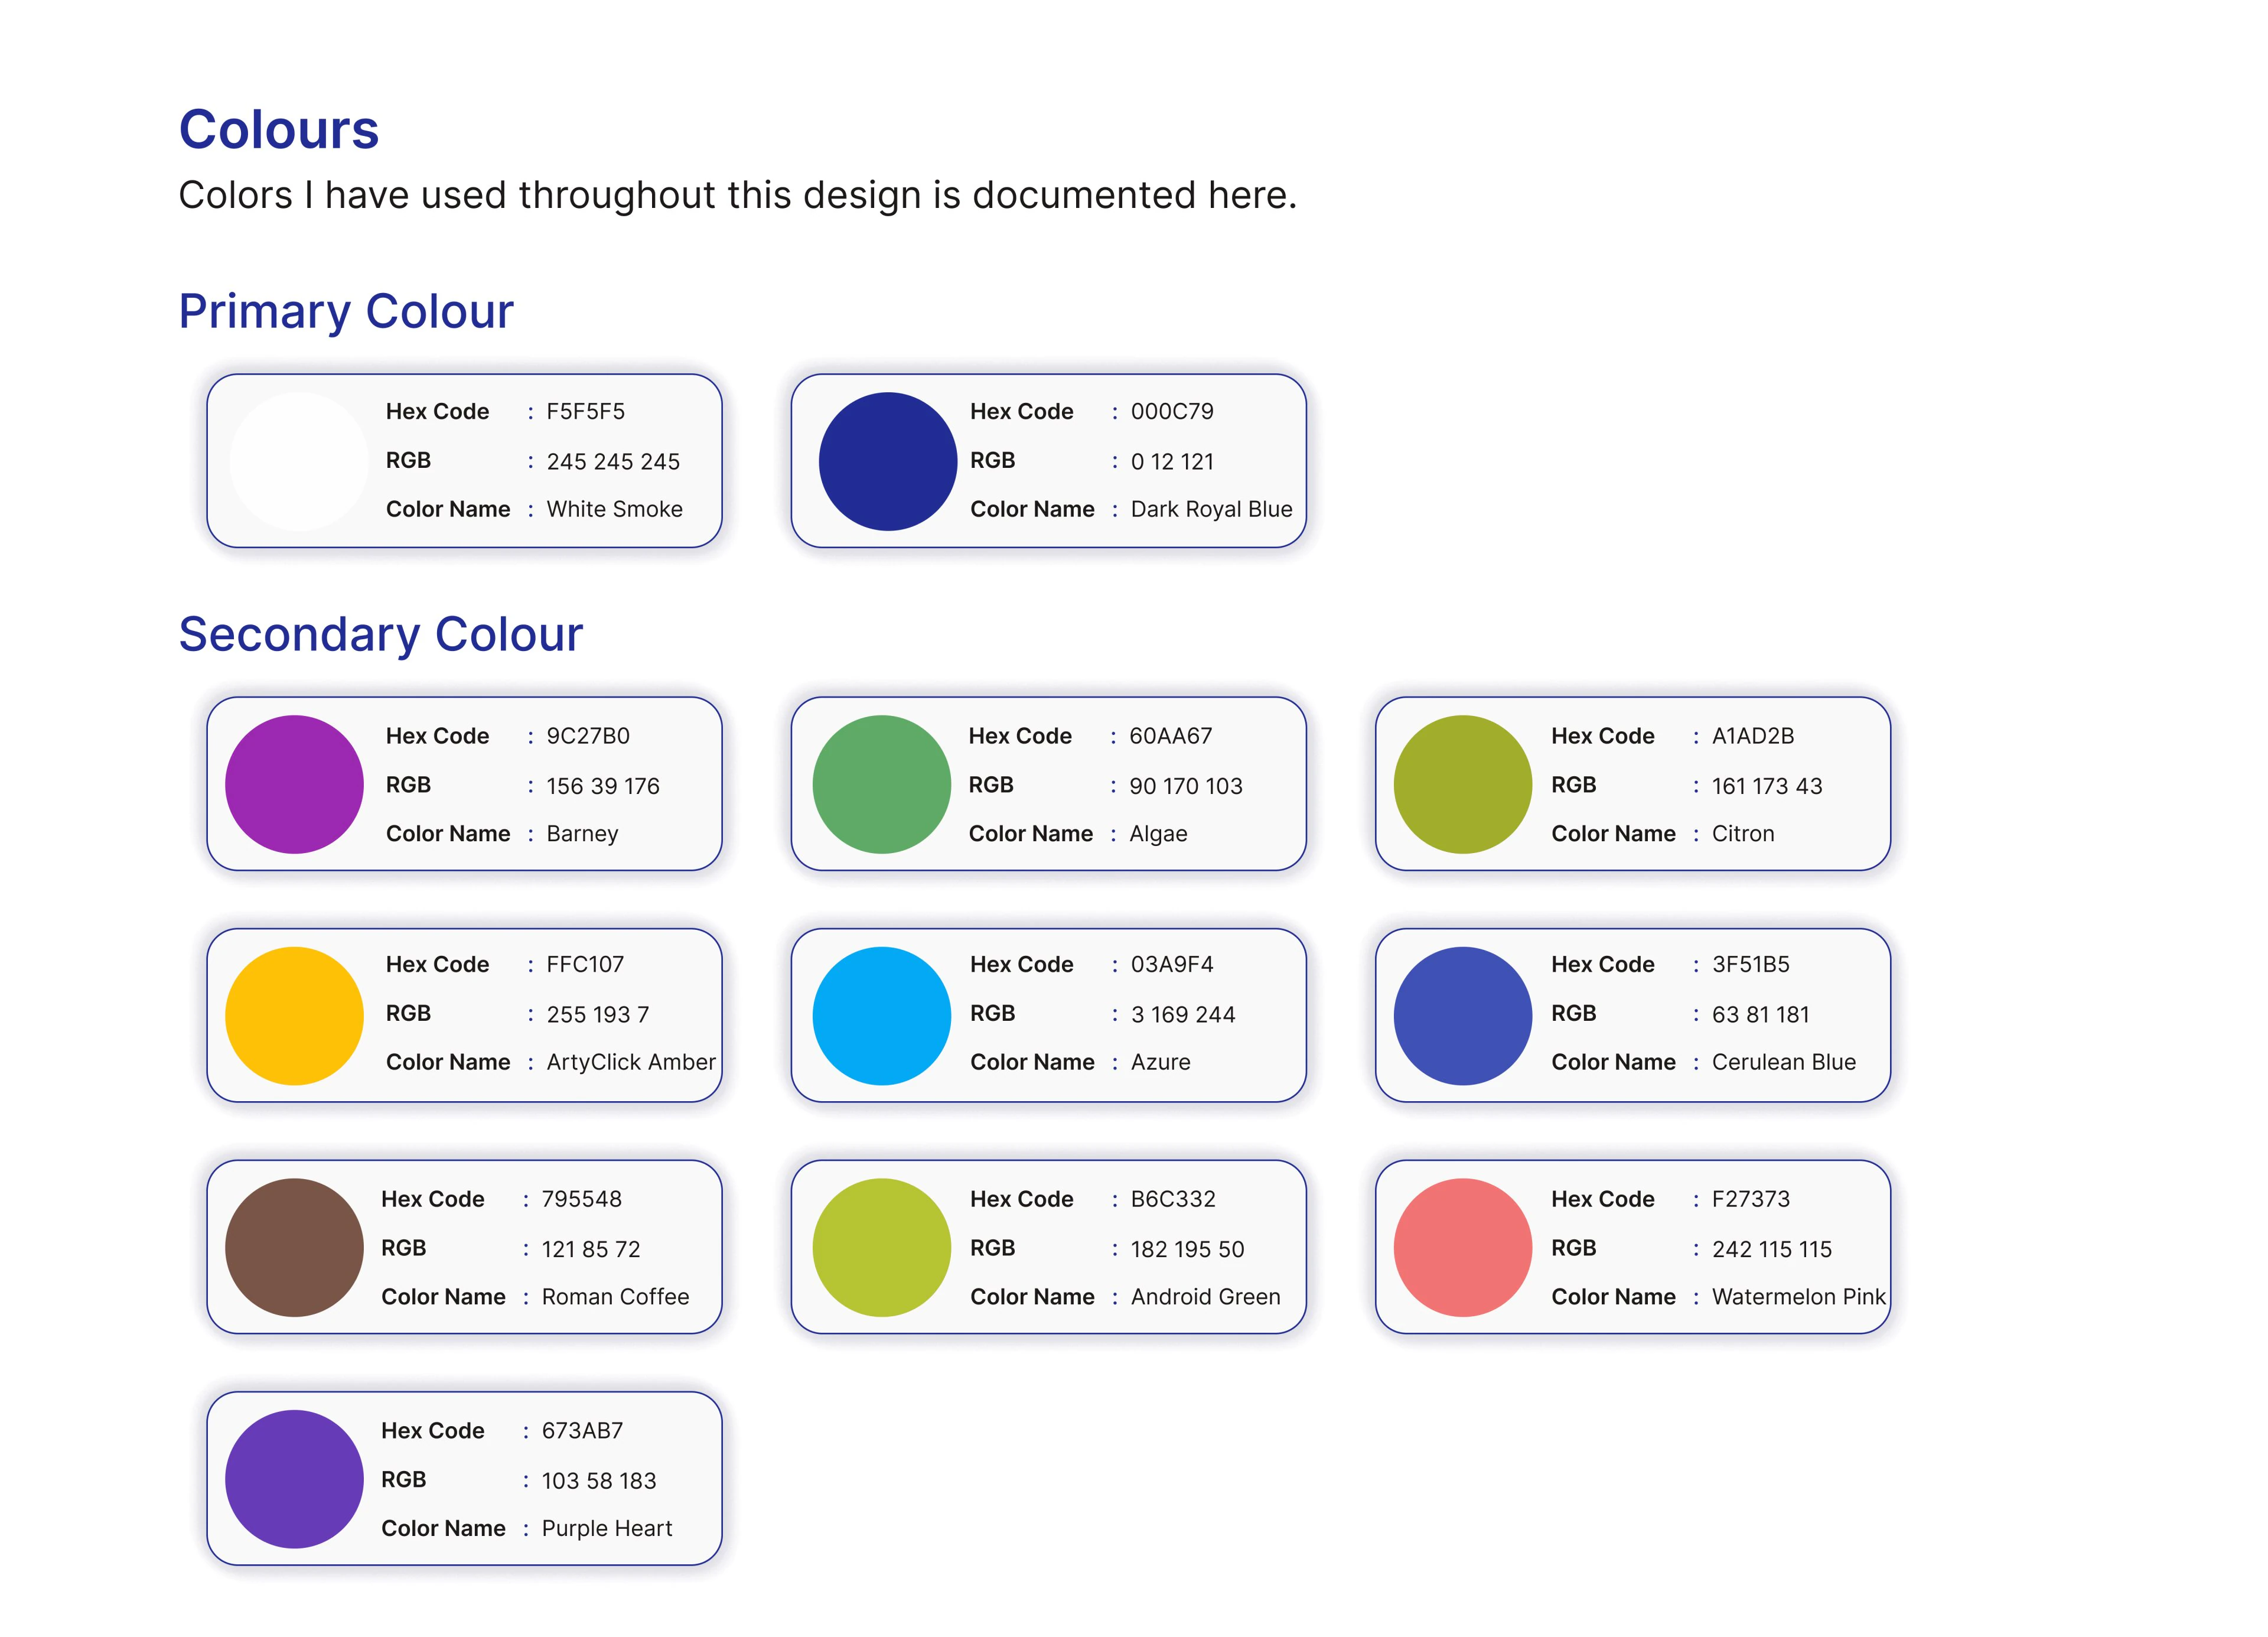 Colours
Colors I have used throughout this design is documented here.
Primary Colour
Hex Code : F5F5F5
RGB : 245 245 245
Color Name : White Smoke
Hex Code : 000C79
RGB : 0 12 121
Color Name : Dark Royal Blue
Secondary Colour
Hex Code : 9C27B0
RGB : 156 39 176
Color Name : Barney
Hex Code : 60AA67
RGB : 90 170 103
Color Name : Algae
Hex Code : A1AD2B
RGB : 161 173 43
Color Name : Citron
Hex Code : FFC107
RGB : 255 193 7
Color Name : ArtyClick Amber
Hex Code : 03A9F4
RGB : 3 169 244
Color Name : Azure
Hex Code : 3F51B5
RGB : 63 81 181
Color Name : Cerulean Blue
Hex Code : 795548
RGB : 121 85 72
Color Name : Roman Coffee
Hex Code : B6C332
RGB : 182 195 50
Color Name : Android Green
Hex Code : F27373
RGB : 242 115 115
Color Name : Watermelon Pink
Hex Code : 673AB7
RGB : 103 58 183
Color Name : Purple Heart